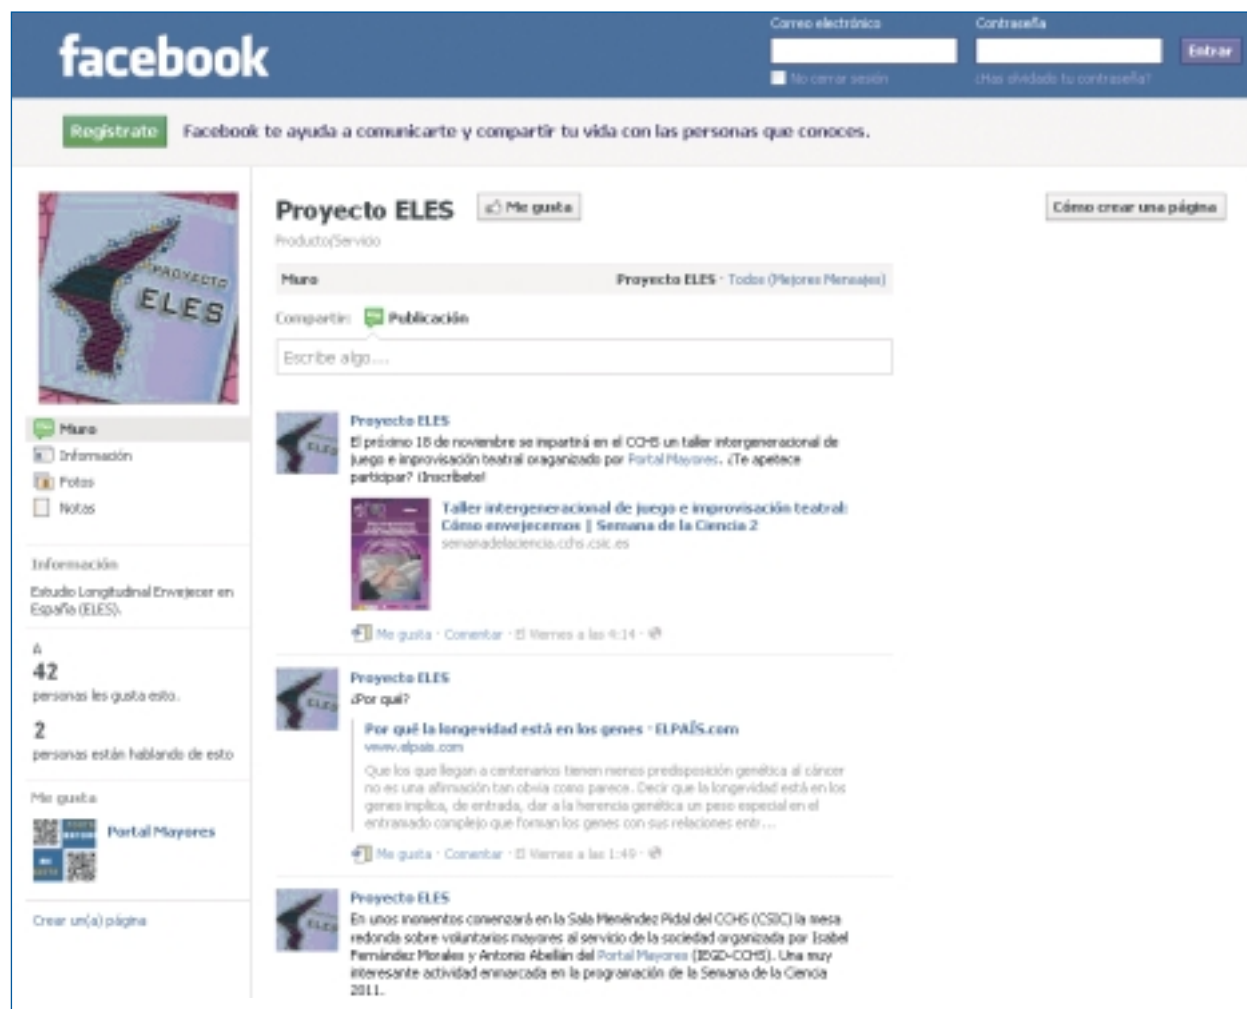 facebook
Correo electrónico
Contraseña
Entrar
No cerrar sesión
¿Has olvidado tu contraseña?
Regístrate
Facebook te ayuda a comunicarte y compartir tu vida con las personas que conoces.
PROYECTO
ELES
Proyecto ELES
Me gusta
Cómo crear una página
Producto/Servicio
Muro
Proyecto ELES · Todos (Mejores Mensajes)
Compartir:
Publicación
Escribe algo...
Muro
Información
Fotos
Notas
Información
Estudio Longitudinal Envejecer en
España (ELES).
A
42
personas les gusta esto.
2
personas están hablando de esto
Me gusta
Portal Mayores
Crear un(a) página
Proyecto ELES
El próximo 18 de noviembre se impartirá en el CCHS un taller intergeneracional de
juego e improvisación teatral oraganizado por Portal Mayores. ¿Te apetece
participar? ¡Inscríbete!
Taller intergeneracional de juego e improvisación teatral:
Cómo envejecemos | Semana de la Ciencia 2
semanadelaciencia.cchs.csic.es
Me gusta · Comentar · El Viernes a las 4:14 ·
Proyecto ELES
¿Por qué?
Por qué la longevidad está en los genes · ELPAÍS.com
www.elpais.com
Que los que llegan a centenarios tienen menos predisposición genética al cáncer
no es una afirmación tan obvia como parece. Decir que la longevidad está en los
genes implica, de entrada, dar a la herencia genética un peso especial en el
entramado complejo que forman los genes con sus relaciones entr...
Me gusta · Comentar · El Viernes a las 1:49 ·
Proyecto ELES
En unos momentos comenzará en la Sala Menéndez Pidal del CCHS (CSIC) la mesa
redonda sobre voluntarios mayores al servicio de la sociedad organizada por Isabel
Fernández Morales y Antonio Abellán del Portal Mayores (IEGD-CCHS). Una muy
interesante actividad enmarcada en la programación de la Semana de la Ciencia
2011.